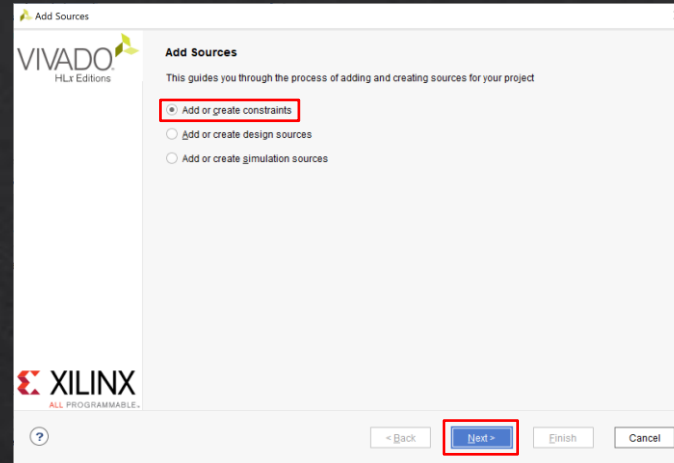 Add Sources
VIVADO
HLx Editions
Add Sources
This guides you through the process of adding and creating sources for your project
Add or create constraints
Add or create design sources
Add or create simulation sources
XILINX
ALL PROGRAMMABLE.
?
< Back
Next >
Finish
Cancel